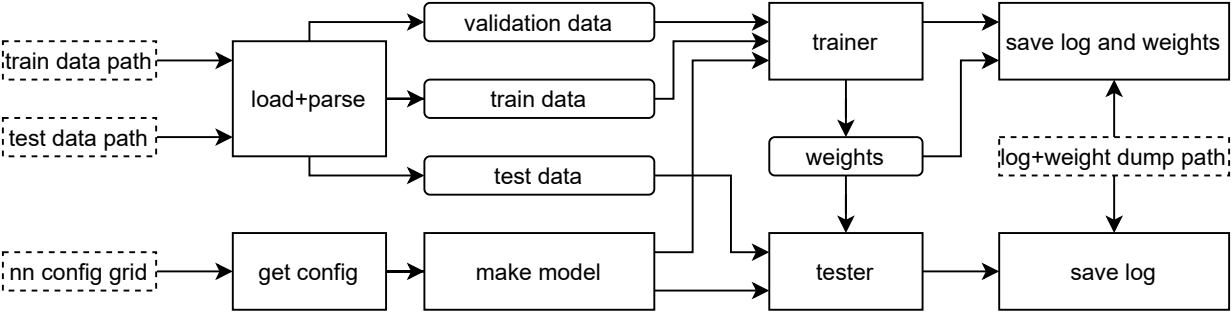 validation data
trainer
save log and weights
train data path
load+parse
train data
test data path
weights
log+weight dump path
test data
nn config grid
get config
make model
tester
save log